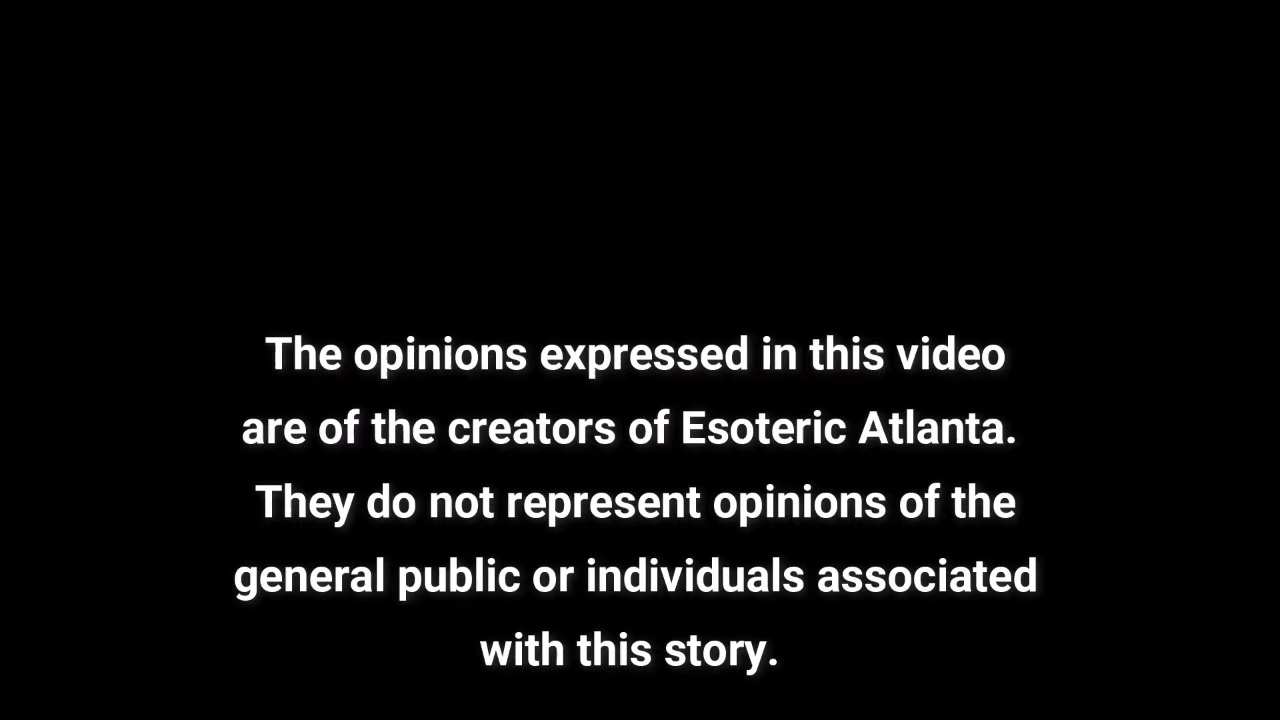 The opinions expressed in this video
are of the creators of Esoteric Atlanta.
They do not represent opinions of the
general public or individuals associated
with this story.